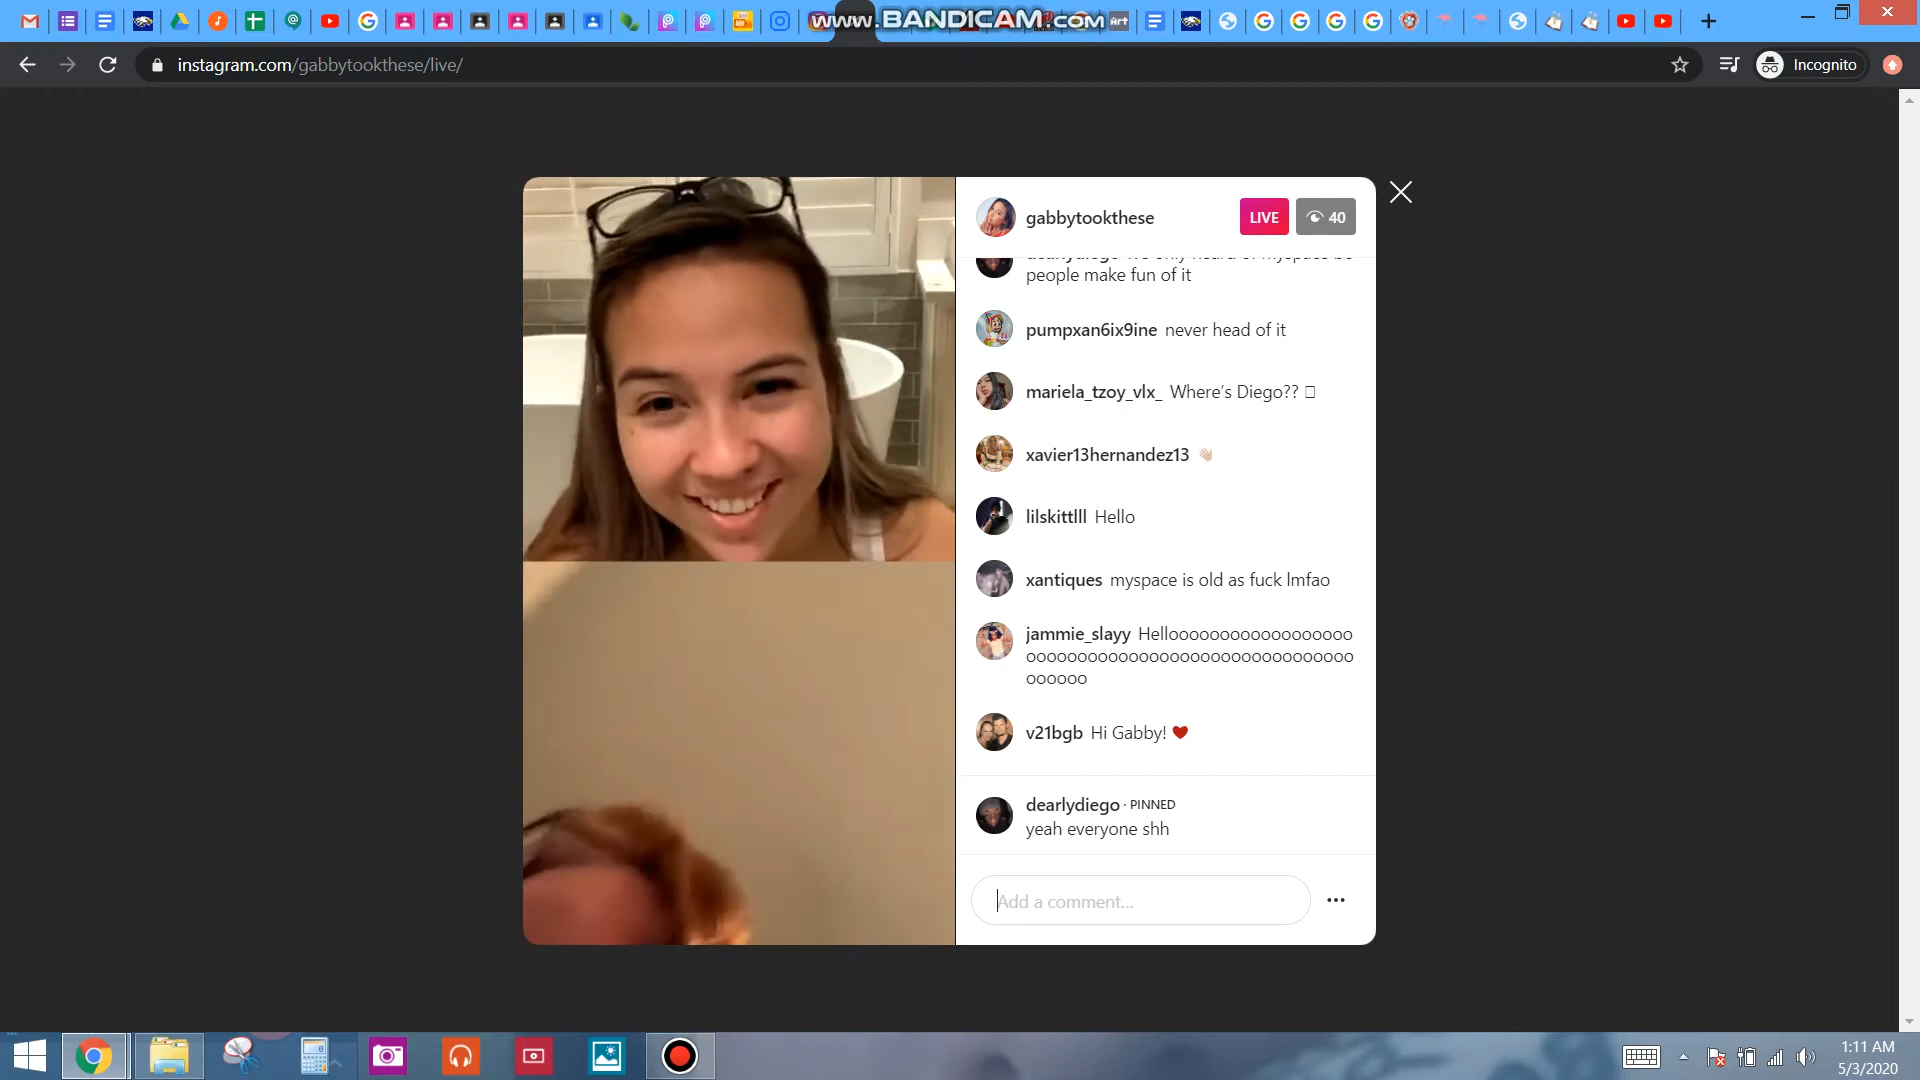 www.BANDICAM.com
Art
instagram.com/gabbytookthese/live/
Incognito
gabbytookthese
LIVE
40
people make fun of it
pumpxan6ix9ine never head of it
mariela_tzoy_vlx_ Where's Diego??
xavier13hernandez13 👋🏼
lilskittlll Hello
xantiques myspace is old as fuck lmfao
jammie_slayy Hellooooooooooooooooooo
oooooooooooooooooooooooooooooooo
oooooo
v21bgb Hi Gabby! ❤
dearlydiego · PINNED
yeah everyone shh
Add a comment...
1:11 AM
5/3/2020